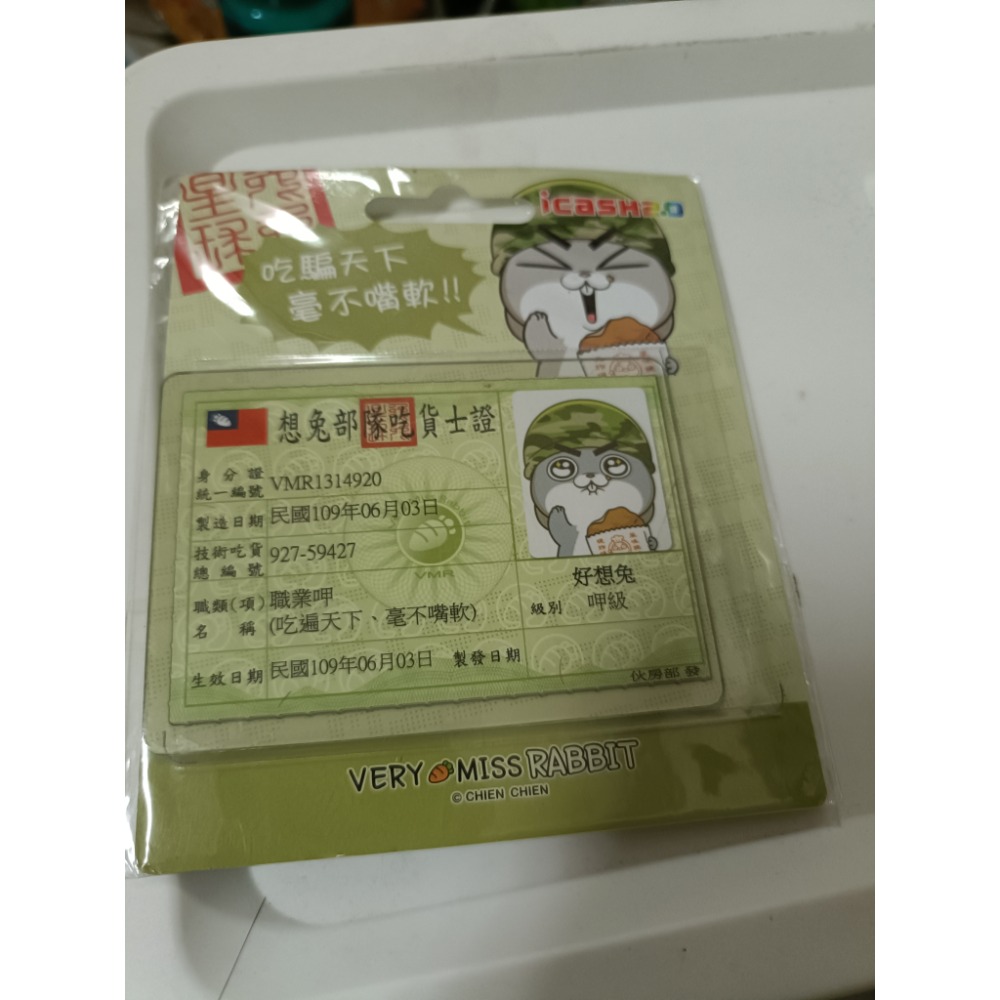 星球
icash2.0
吃騙天下
毫不嘴軟!!
想兔部隊吃貨士證
身分證統一編號 VMR1314920
製造日期 民國109年06月03日
技術吃貨總編號 927-59427
職類(項)名稱 職業呷
(吃遍天下、毫不嘴軟)
生效日期 民國109年06月03日 製發日期
VMR
好想兔
級別 呷級
伙房部 發
VERY MISS RABBIT
© CHIEN CHIEN